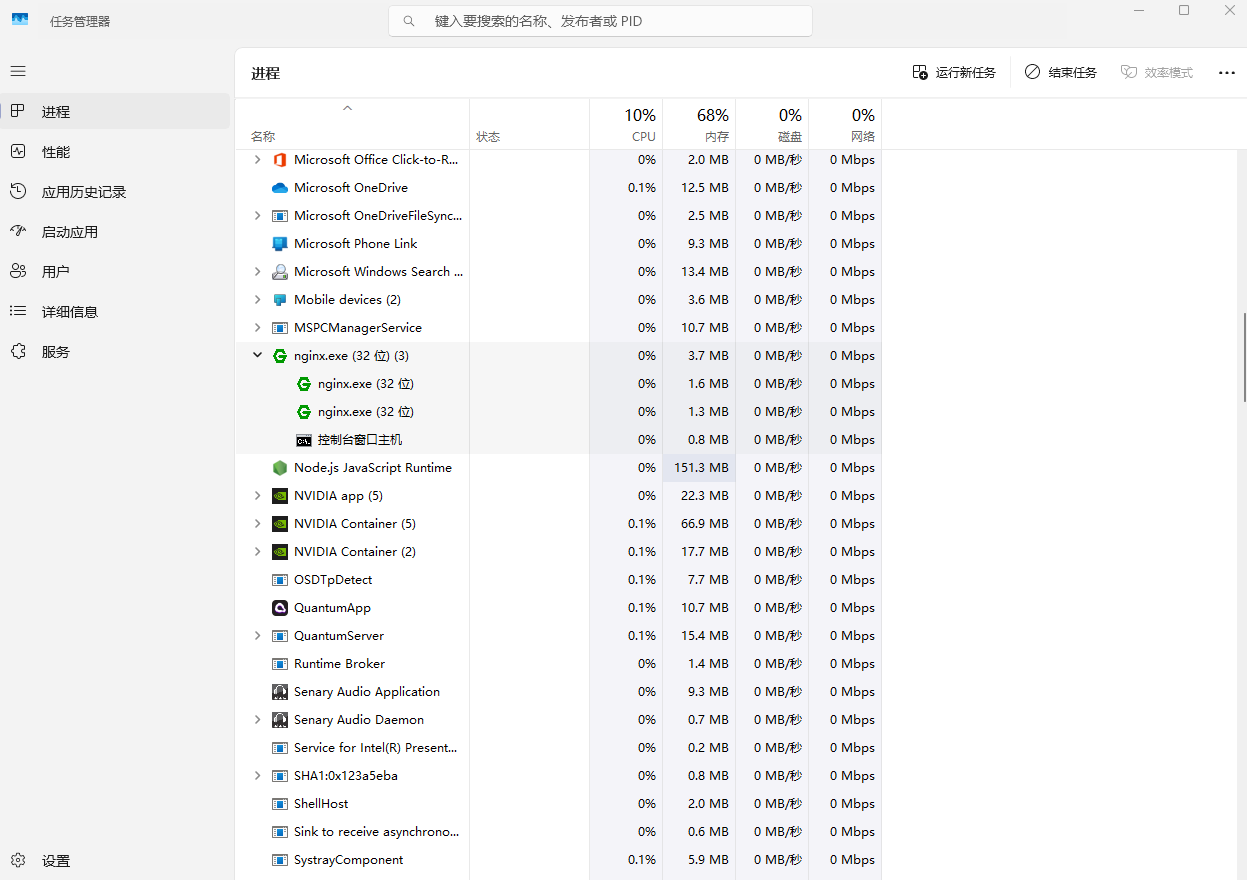 任务管理器
键入要搜索的名称、发布者或 PID
进程
性能
应用历史记录
启动应用
用户
详细信息
服务
设置
进程
运行新任务
结束任务
效率模式
10% 68% 0% 0%
名称 状态 CPU 内存 磁盘 网络
Microsoft Office Click-to-R... 0% 2.0 MB 0 MB/秒 0 Mbps
Microsoft OneDrive 0.1% 12.5 MB 0 MB/秒 0 Mbps
Microsoft OneDriveFileSync... 0% 2.5 MB 0 MB/秒 0 Mbps
Microsoft Phone Link 0% 9.3 MB 0 MB/秒 0 Mbps
Microsoft Windows Search ... 0% 13.4 MB 0 MB/秒 0 Mbps
Mobile devices (2) 0% 3.6 MB 0 MB/秒 0 Mbps
MSPCManagerService 0% 10.7 MB 0 MB/秒 0 Mbps
nginx.exe (32 位) (3) 0% 3.7 MB 0 MB/秒 0 Mbps
nginx.exe (32 位) 0% 1.6 MB 0 MB/秒 0 Mbps
nginx.exe (32 位) 0% 1.3 MB 0 MB/秒 0 Mbps
控制台窗口主机 0% 0.8 MB 0 MB/秒 0 Mbps
Node.js JavaScript Runtime 0% 151.3 MB 0 MB/秒 0 Mbps
NVIDIA app (5) 0% 22.3 MB 0 MB/秒 0 Mbps
NVIDIA Container (5) 0.1% 66.9 MB 0 MB/秒 0 Mbps
NVIDIA Container (2) 0.1% 17.7 MB 0 MB/秒 0 Mbps
OSDTpDetect 0.1% 7.7 MB 0 MB/秒 0 Mbps
QuantumApp 0.1% 10.7 MB 0 MB/秒 0 Mbps
QuantumServer 0.1% 15.4 MB 0 MB/秒 0 Mbps
Runtime Broker 0% 1.4 MB 0 MB/秒 0 Mbps
Senary Audio Application 0% 9.3 MB 0 MB/秒 0 Mbps
Senary Audio Daemon 0% 0.7 MB 0 MB/秒 0 Mbps
Service for Intel(R) Present... 0% 0.2 MB 0 MB/秒 0 Mbps
SHA1:0x123a5eba 0% 0.8 MB 0 MB/秒 0 Mbps
ShellHost 0% 2.0 MB 0 MB/秒 0 Mbps
Sink to receive asynchrono... 0% 0.6 MB 0 MB/秒 0 Mbps
SystrayComponent 0.1% 5.9 MB 0 MB/秒 0 Mbps